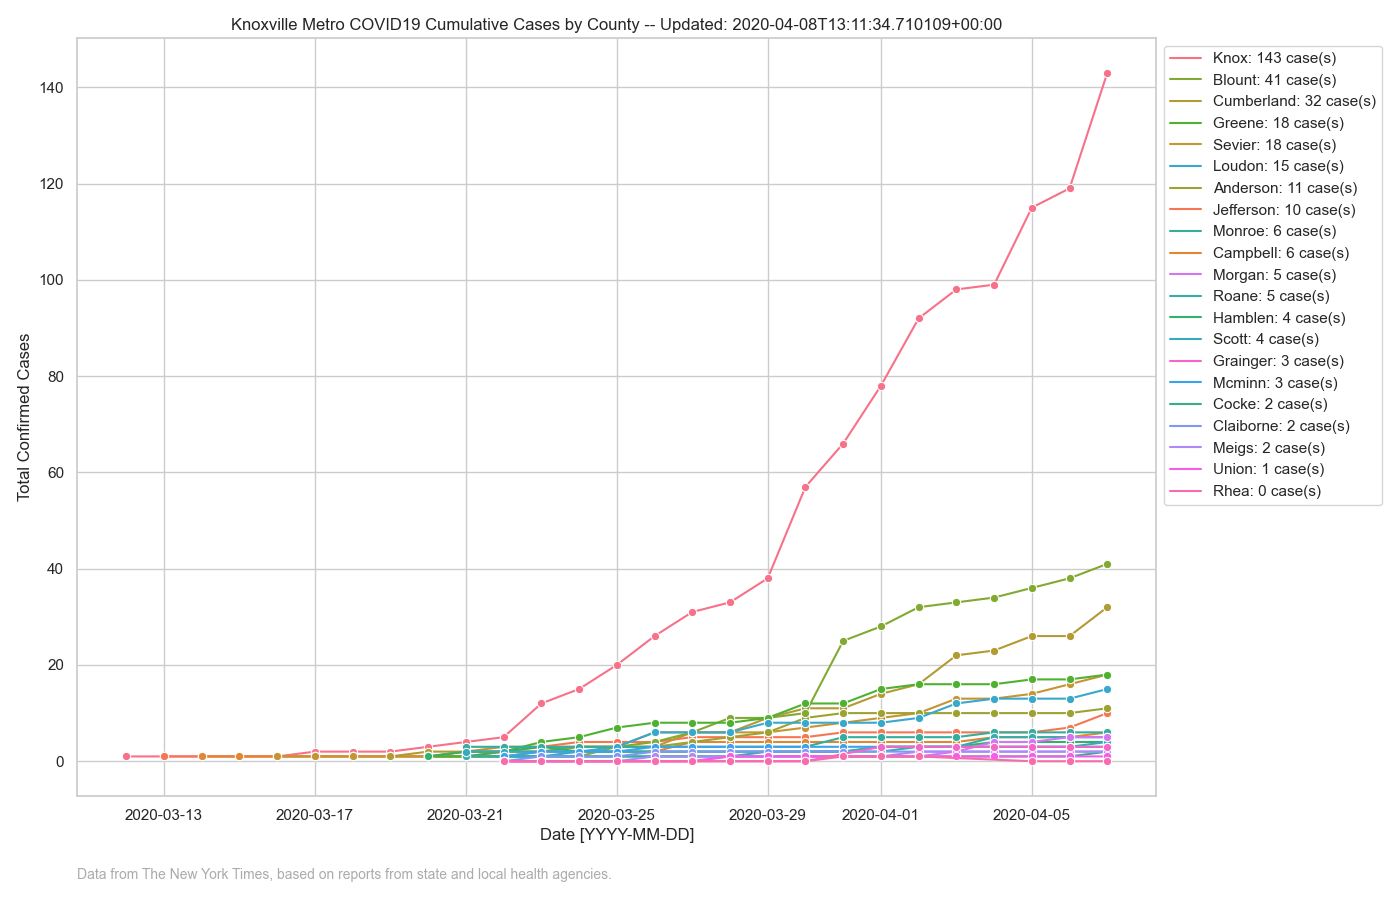 Knoxville Metro COVID19 Cumulative Cases by County -- Updated: 2020-04-08T13:11:34.710109+00:00
Total Confirmed Cases
140
120
100
80
60
40
20
0
2020-03-13 2020-03-17 2020-03-21 2020-03-25 2020-03-29 2020-04-01 2020-04-05
Date [YYYY-MM-DD]
Knox: 143 case(s)
Blount: 41 case(s)
Cumberland: 32 case(s)
Greene: 18 case(s)
Sevier: 18 case(s)
Loudon: 15 case(s)
Anderson: 11 case(s)
Jefferson: 10 case(s)
Monroe: 6 case(s)
Campbell: 6 case(s)
Morgan: 5 case(s)
Roane: 5 case(s)
Hamblen: 4 case(s)
Scott: 4 case(s)
Grainger: 3 case(s)
Mcminn: 3 case(s)
Cocke: 2 case(s)
Claiborne: 2 case(s)
Meigs: 2 case(s)
Union: 1 case(s)
Rhea: 0 case(s)
Data from The New York Times, based on reports from state and local health agencies.